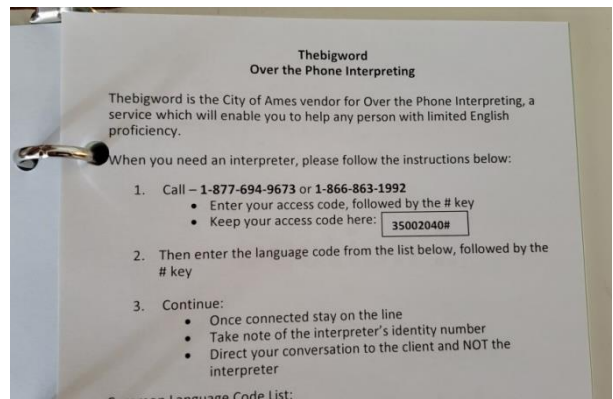 Thebigword
Over the Phone Interpreting
Thebigword is the City of Ames vendor for Over the Phone Interpreting, a
service which will enable you to help any person with limited English
proficiency.
When you need an interpreter, please follow the instructions below:
1. Call – 1-877-694-9673 or 1-866-863-1992
• Enter your access code, followed by the # key
• Keep your access code here: 35002040#
2. Then enter the language code from the list below, followed by the
# key
3. Continue:
• Once connected stay on the line
• Take note of the interpreter's identity number
• Direct your conversation to the client and NOT the
interpreter
Common Language Code List: